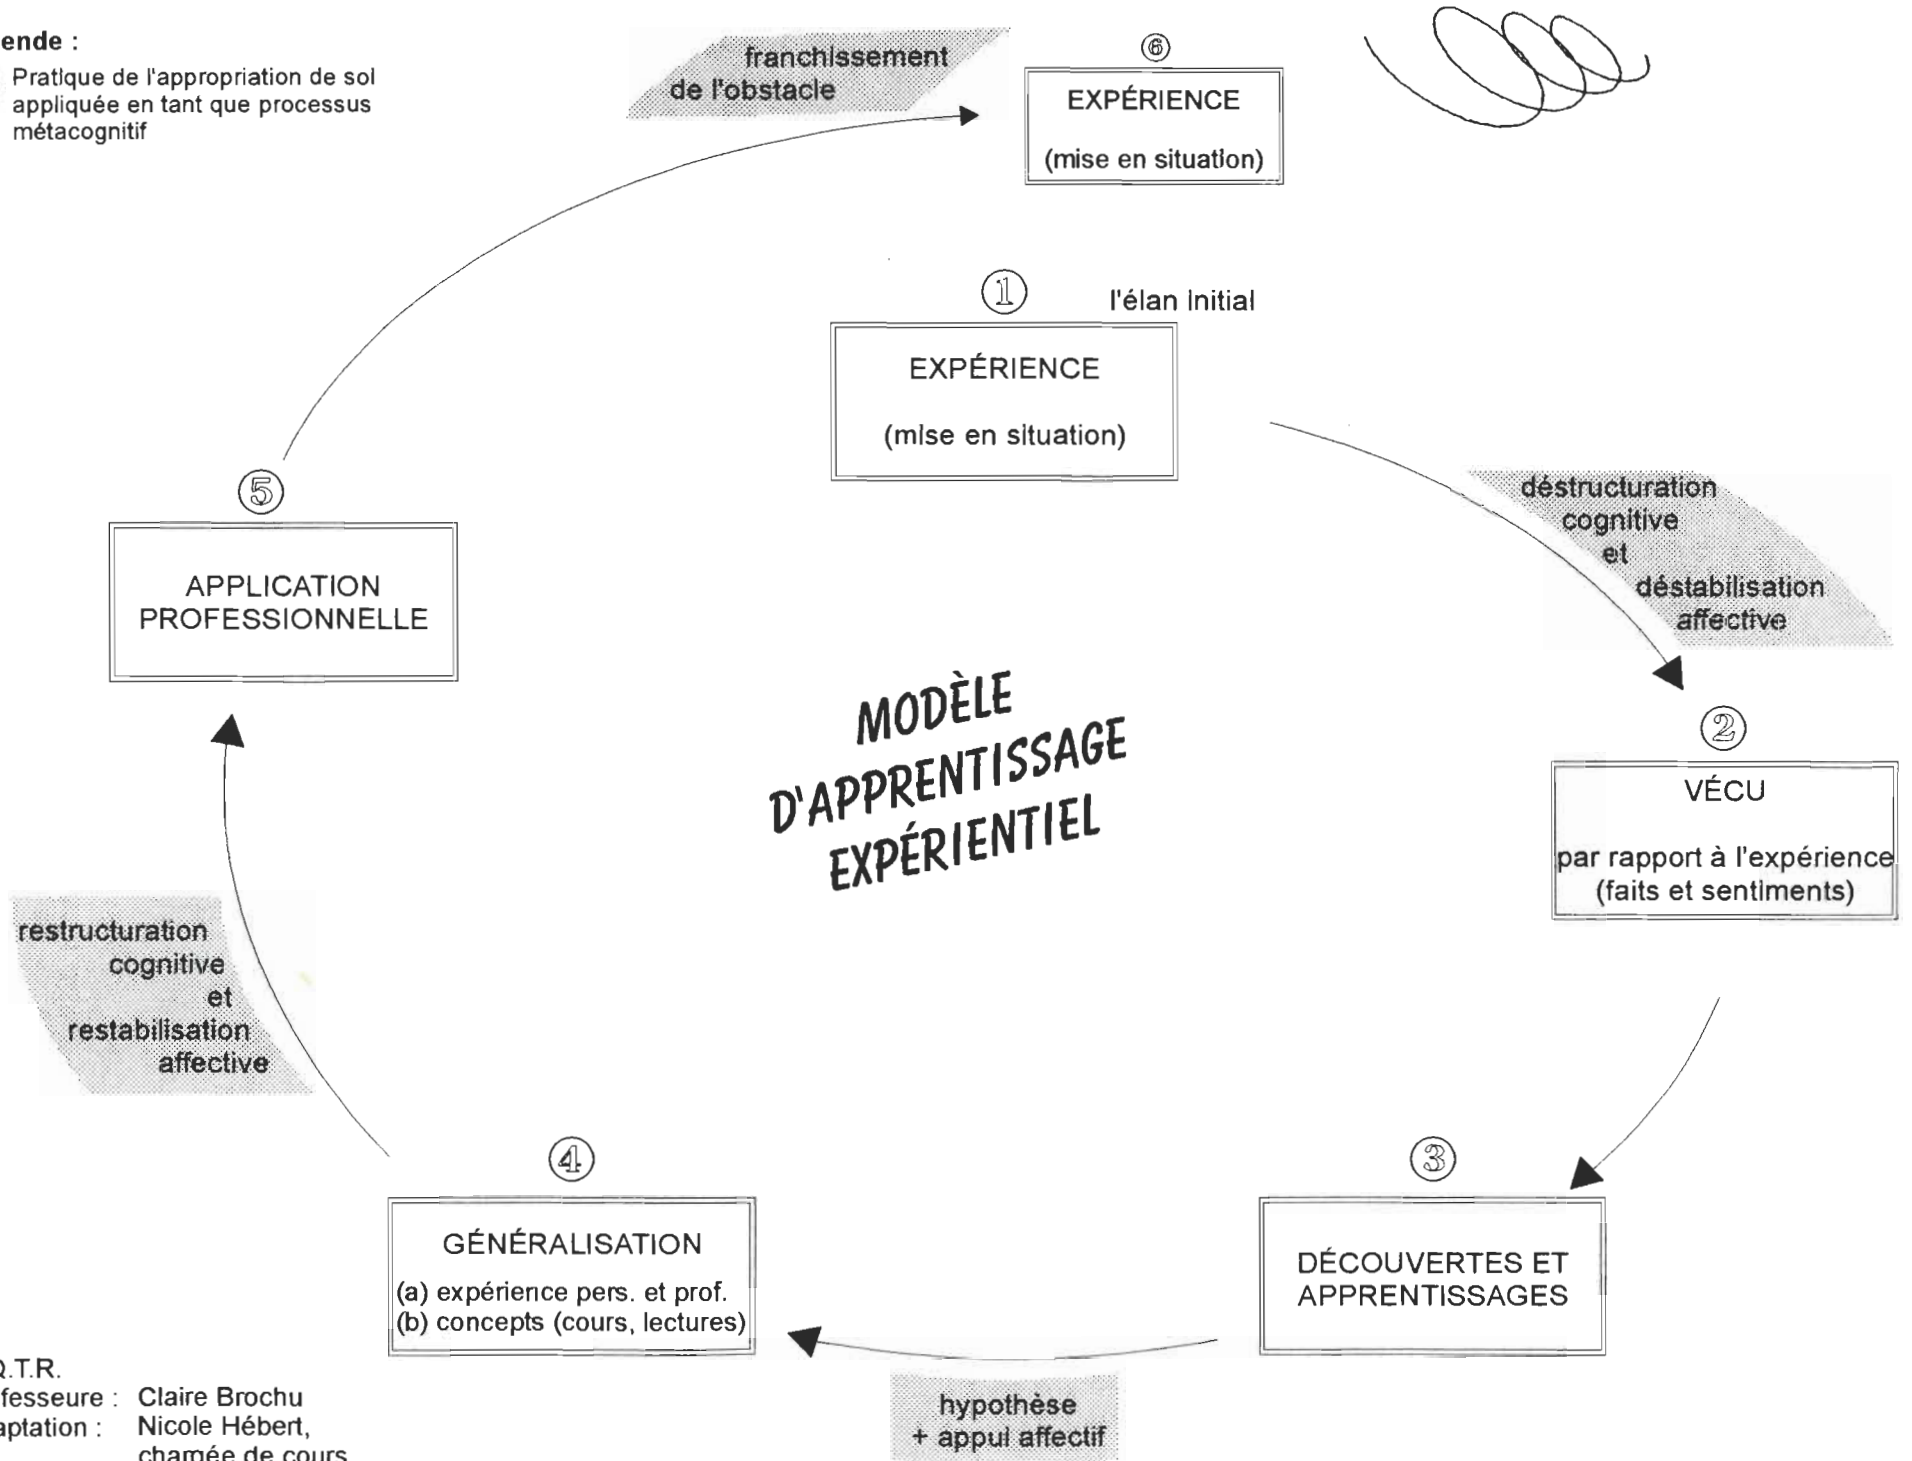 ende :
Pratique de l'appropriation de soi
appliquée en tant que processus
métacognitif
franchissement
de l'obstacle
⑥
EXPÉRIENCE
(mise en situation)
① l'élan initial
EXPÉRIENCE
(mise en situation)
déstructuration
cognitive
et
déstabilisation
affective
②
VÉCU
par rapport à l'expérience
(faits et sentiments)
③
DÉCOUVERTES ET
APPRENTISSAGES
hypothèse
+ appui affectif
④
GÉNÉRALISATION
(a) expérience pers. et prof.
(b) concepts (cours, lectures)
restructuration
cognitive
et
restabilisation
affective
⑤
APPLICATION
PROFESSIONNELLE
MODÈLE
D'APPRENTISSAGE
EXPÉRIENTIEL
.T.R.
fesseure : Claire Brochu
aptation : Nicole Hébert,
chargée de cours